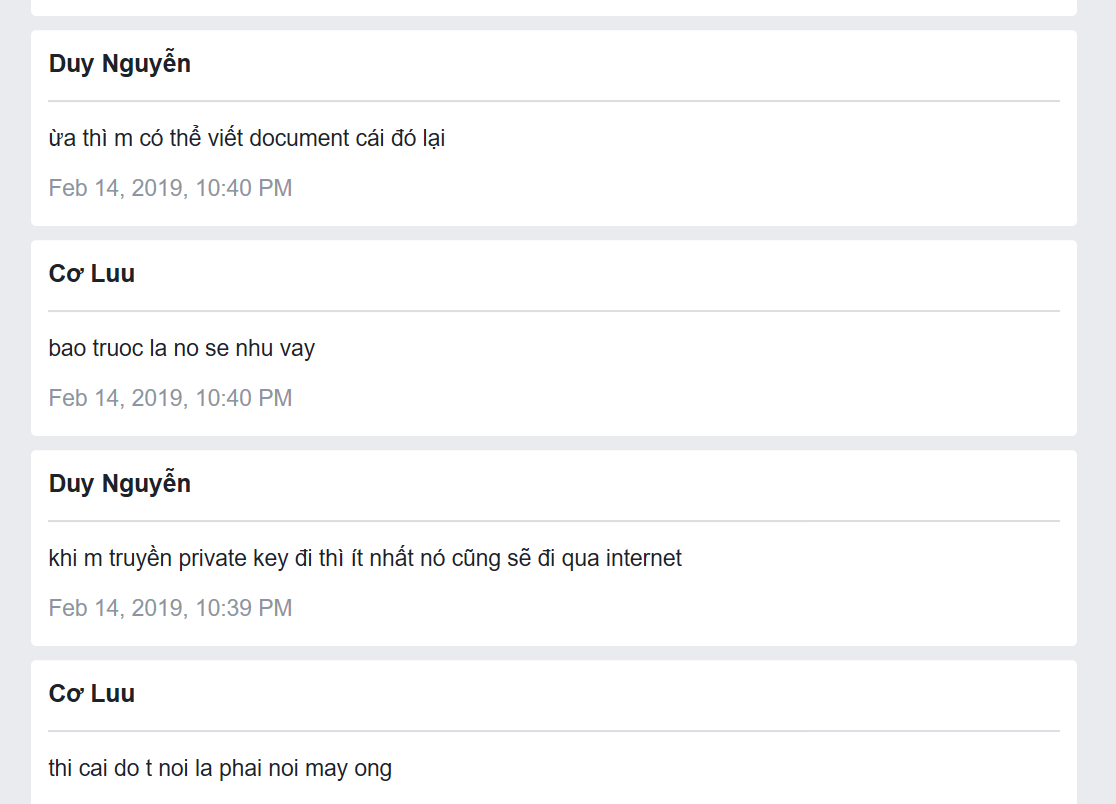 Duy Nguyễn
ừa thì m có thể viết document cái đó lại
Feb 14, 2019, 10:40 PM
Cơ Luu
bao truoc la no se nhu vay
Feb 14, 2019, 10:40 PM
Duy Nguyễn
khi m truyền private key đi thì ít nhất nó cũng sẽ đi qua internet
Feb 14, 2019, 10:39 PM
Cơ Luu
thi cai do t noi la phai noi may ong